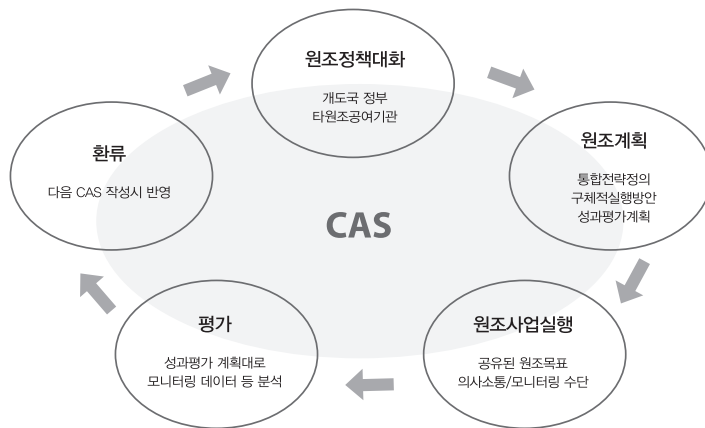 원조정책대화
개도국 정부
타원조공여기관
원조계획
통합전략정의
구체적실행방안
성과평가계획
원조사업실행
공유된 원조목표
의사소통/모니터링 수단
평가
성과평가 계획대로
모니터링 데이터 등 분석
환류
다음 CAS 작성시 반영
CAS